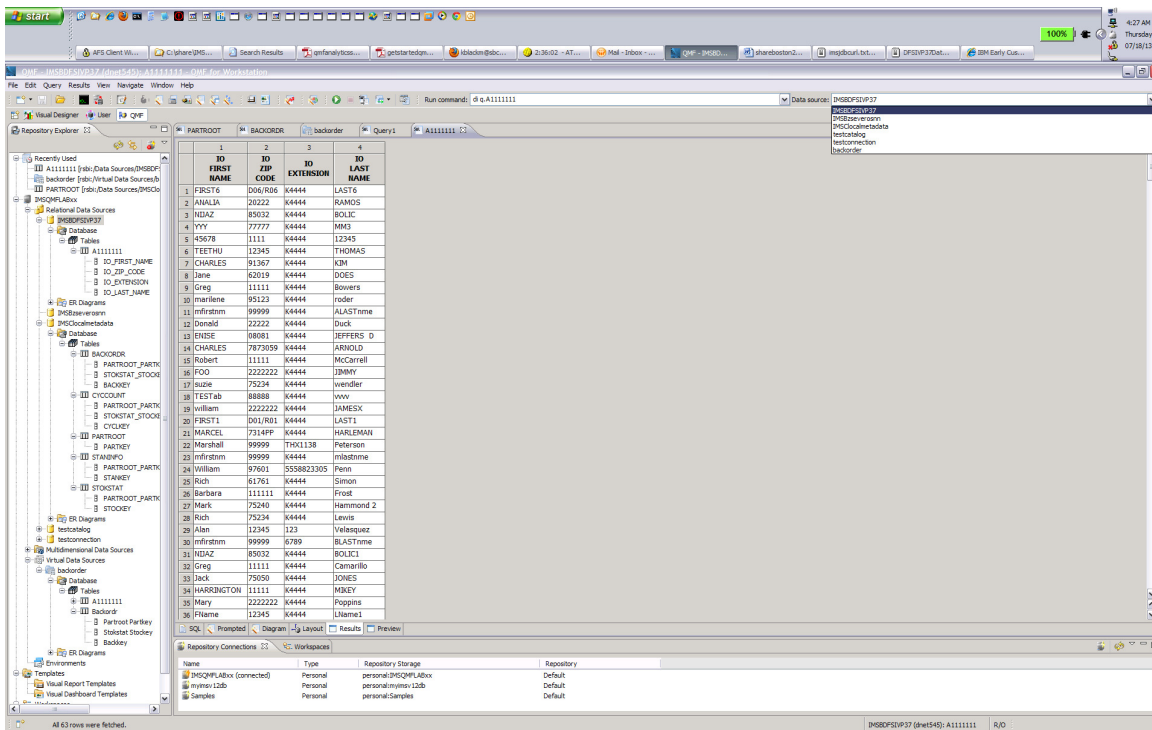 start
100%
4:27 AM
Thursday
07/18/13
AFS Client Wi...
C:\share\IMS...
Search Results
qmfanalyticss...
getstartedqm...
kblackm@sbc...
2:36:02 - AT...
Mail - Inbox - ...
QMF - IMSBD...
shareboston2...
imsjdbcurl.txt...
DFSIVP37Dat...
IBM Early Cus...
QMF - IMSBDFSIVP37 (dnet545): A1111111 - QMF for Workstation
File Edit Query Results View Navigate Window Help
Run command: di q.A1111111
Data source: IMSBDFSIVP37
IMSBDFSIVP37
IMSBzseverosnn
IMSClocalmetadata
testcatalog
testconnection
backorder
Visual Designer User QMF
Repository Explorer
Recently Used
A1111111 [rsbi:/Data Sources/IMSBDF
backorder [rsbi:/Virtual Data Sources/b
PARTROOT [rsbi:/Data Sources/IMSClo
IMSQMFLABxx
Relational Data Sources
IMSBDFSIVP37
Database
Tables
A1111111
IO_FIRST_NAME
IO_ZIP_CODE
IO_EXTENSION
IO_LAST_NAME
ER Diagrams
IMSBzseverosnn
IMSClocalmetadata
Database
Tables
BACKORDR
PARTROOT_PARTK
STOKSTAT_STOCKE
BACKKEY
CYCCOUNT
PARTROOT_PARTK
STOKSTAT_STOCKE
CYCLKEY
PARTROOT
PARTKEY
STANINFO
PARTROOT_PARTK
STANKEY
STOKSTAT
PARTROOT_PARTK
STOCKEY
ER Diagrams
testcatalog
testconnection
Multidimensional Data Sources
Virtual Data Sources
backorder
Database
Tables
A1111111
Backordr
Partroot Partkey
Stokstat Stockey
Backkey
ER Diagrams
Environments
Templates
Visual Report Templates
Visual Dashboard Templates
PARTROOT BACKORDR backorder Query1 A1111111
1 2 3 4
IO FIRST NAME IO ZIP CODE IO EXTENSION IO LAST NAME
1 FIRST6 D06/R06 K4444 LAST6
2 ANALIA 20222 K4444 RAMOS
3 NIJAZ 85032 K4444 BOLIC
4 YYY 77777 K4444 MM3
5 45678 1111 K4444 12345
6 TEETHU 12345 K4444 THOMAS
7 CHARLES 91367 K4444 KIM
8 Jane 62019 K4444 DOES
9 Greg 11111 K4444 Bowers
10 marilene 95123 K4444 roder
11 mfirstnm 99999 K4444 ALASTnme
12 Donald 22222 K4444 Duck
13 ENISE 08081 K4444 JEFFERS D
14 CHARLES 7873059 K4444 ARNOLD
15 Robert 11111 K4444 McCarrell
16 FOO 2222222 K4444 JIMMY
17 suzie 75234 K4444 wendler
18 TESTab 88888 K4444 vvvv
19 william 2222222 K4444 JAMESX
20 FIRST1 D01/R01 K4444 LAST1
21 MARCEL 7314PP K4444 HARLEMAN
22 Marshall 99999 THX1138 Peterson
23 mfirstnm 99999 K4444 mlastnme
24 William 97601 5558823305 Penn
25 Rich 61761 K4444 Simon
26 Barbara 111111 K4444 Frost
27 Mark 75240 K4444 Hammond 2
28 Rich 75234 K4444 Lewis
29 Alan 12345 123 Velasquez
30 mfirstnm 99999 6789 BLASTnme
31 NIJAZ 85032 K4444 BOLIC1
32 Greg 11111 K4444 Camarillo
33 Jack 75050 K4444 JONES
34 HARRINGTON 11111 K4444 MIKEY
35 Mary 2222222 K4444 Poppins
36 FName 12345 K4444 LName1
SQL Prompted Diagram Layout Results Preview
Repository Connections Workspaces
Name Type Repository Storage Repository
IMSQMFLABxx (connected) Personal personal:IMSQMFLABxx Default
myimsv12db Personal personal:myimsv12db Default
Samples Personal personal:Samples Default
All 63 rows were fetched.
IMSBDFSIVP37 (dnet545): A1111111
R/O